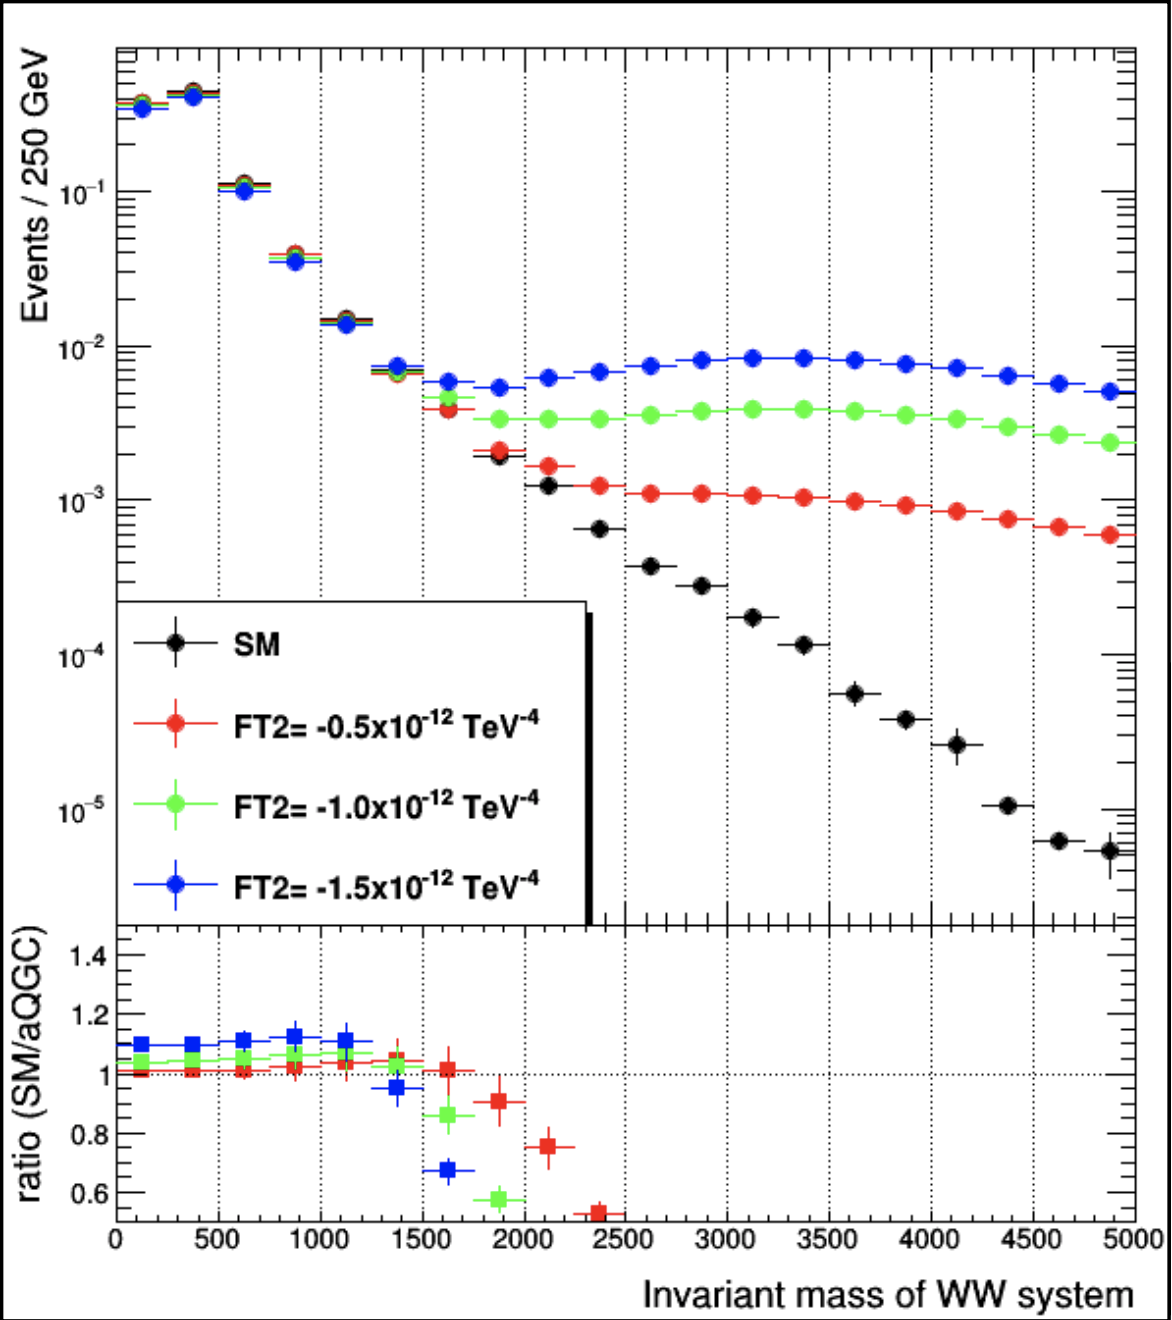 Events / 250 GeV
10⁻¹
10⁻²
10⁻³
10⁻⁴
10⁻⁵
SM
FT2= -0.5x10⁻¹² TeV⁻⁴
FT2= -1.0x10⁻¹² TeV⁻⁴
FT2= -1.5x10⁻¹² TeV⁻⁴
ratio (SM/aQGC)
1.4
1.2
1
0.8
0.6
0 500 1000 1500 2000 2500 3000 3500 4000 4500 5000
Invariant mass of WW system